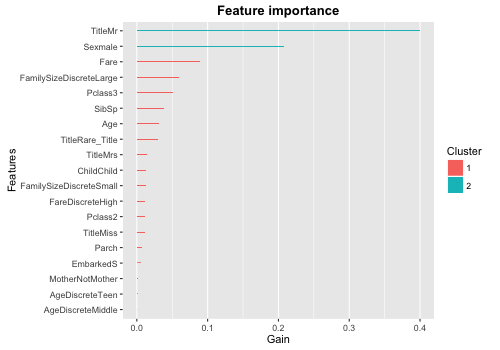 Feature importance
Features
TitleMr
Sexmale
Fare
FamilySizeDiscreteLarge
Pclass3
SibSp
Age
TitleRare_Title
TitleMrs
ChildChild
FamilySizeDiscreteSmall
FareDiscreteHigh
Pclass2
TitleMiss
Parch
EmbarkedS
MotherNotMother
AgeDiscreteTeen
AgeDiscreteMiddle
0.0 0.1 0.2 0.3 0.4
Gain
Cluster
1
2